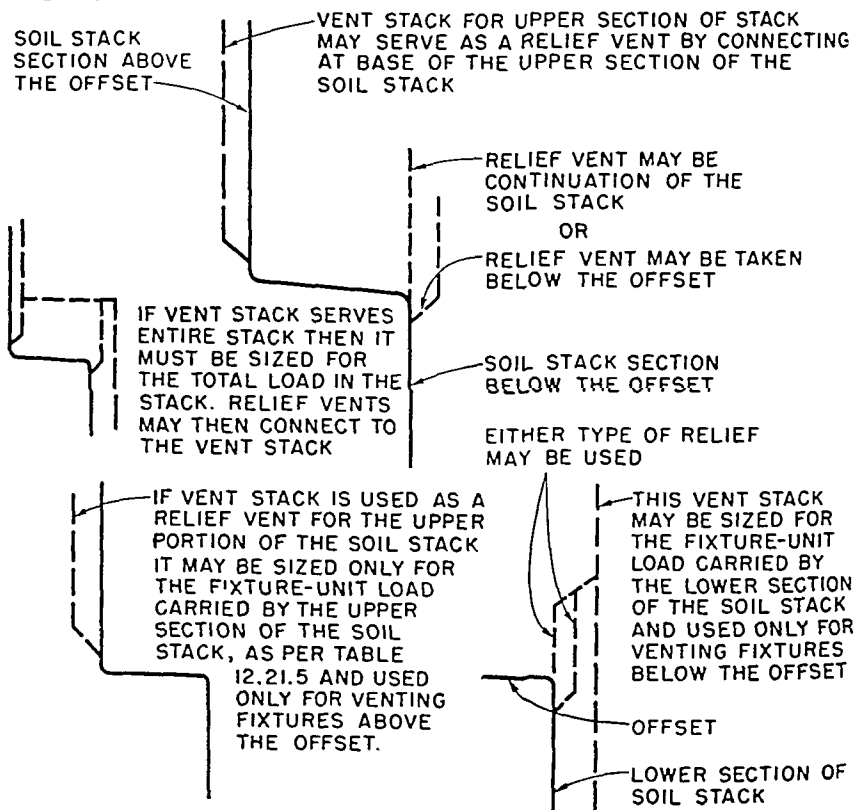 SOIL STACK
SECTION ABOVE
THE OFFSET
VENT STACK FOR UPPER SECTION OF STACK
MAY SERVE AS A RELIEF VENT BY CONNECTING
AT BASE OF THE UPPER SECTION OF THE
SOIL STACK
RELIEF VENT MAY BE
CONTINUATION OF THE
SOIL STACK
OR
RELIEF VENT MAY BE TAKEN
BELOW THE OFFSET
IF VENT STACK SERVES
ENTIRE STACK THEN IT
MUST BE SIZED FOR
THE TOTAL LOAD IN THE
STACK. RELIEF VENTS
MAY THEN CONNECT TO
THE VENT STACK
SOIL STACK SECTION
BELOW THE OFFSET
EITHER TYPE OF RELIEF
MAY BE USED
IF VENT STACK IS USED AS A
RELIEF VENT FOR THE UPPER
PORTION OF THE SOIL STACK
IT MAY BE SIZED ONLY FOR
THE FIXTURE-UNIT LOAD
CARRIED BY THE UPPER
SECTION OF THE SOIL
STACK, AS PER TABLE
12.21.5 AND USED
ONLY FOR VENTING
FIXTURES ABOVE
THE OFFSET.
THIS VENT STACK
MAY BE SIZED FOR
THE FIXTURE-UNIT
LOAD CARRIED BY
THE LOWER SECTION
OF THE SOIL STACK
AND USED ONLY FOR
VENTING FIXTURES
BELOW THE OFFSET
OFFSET
LOWER SECTION OF
SOIL STACK